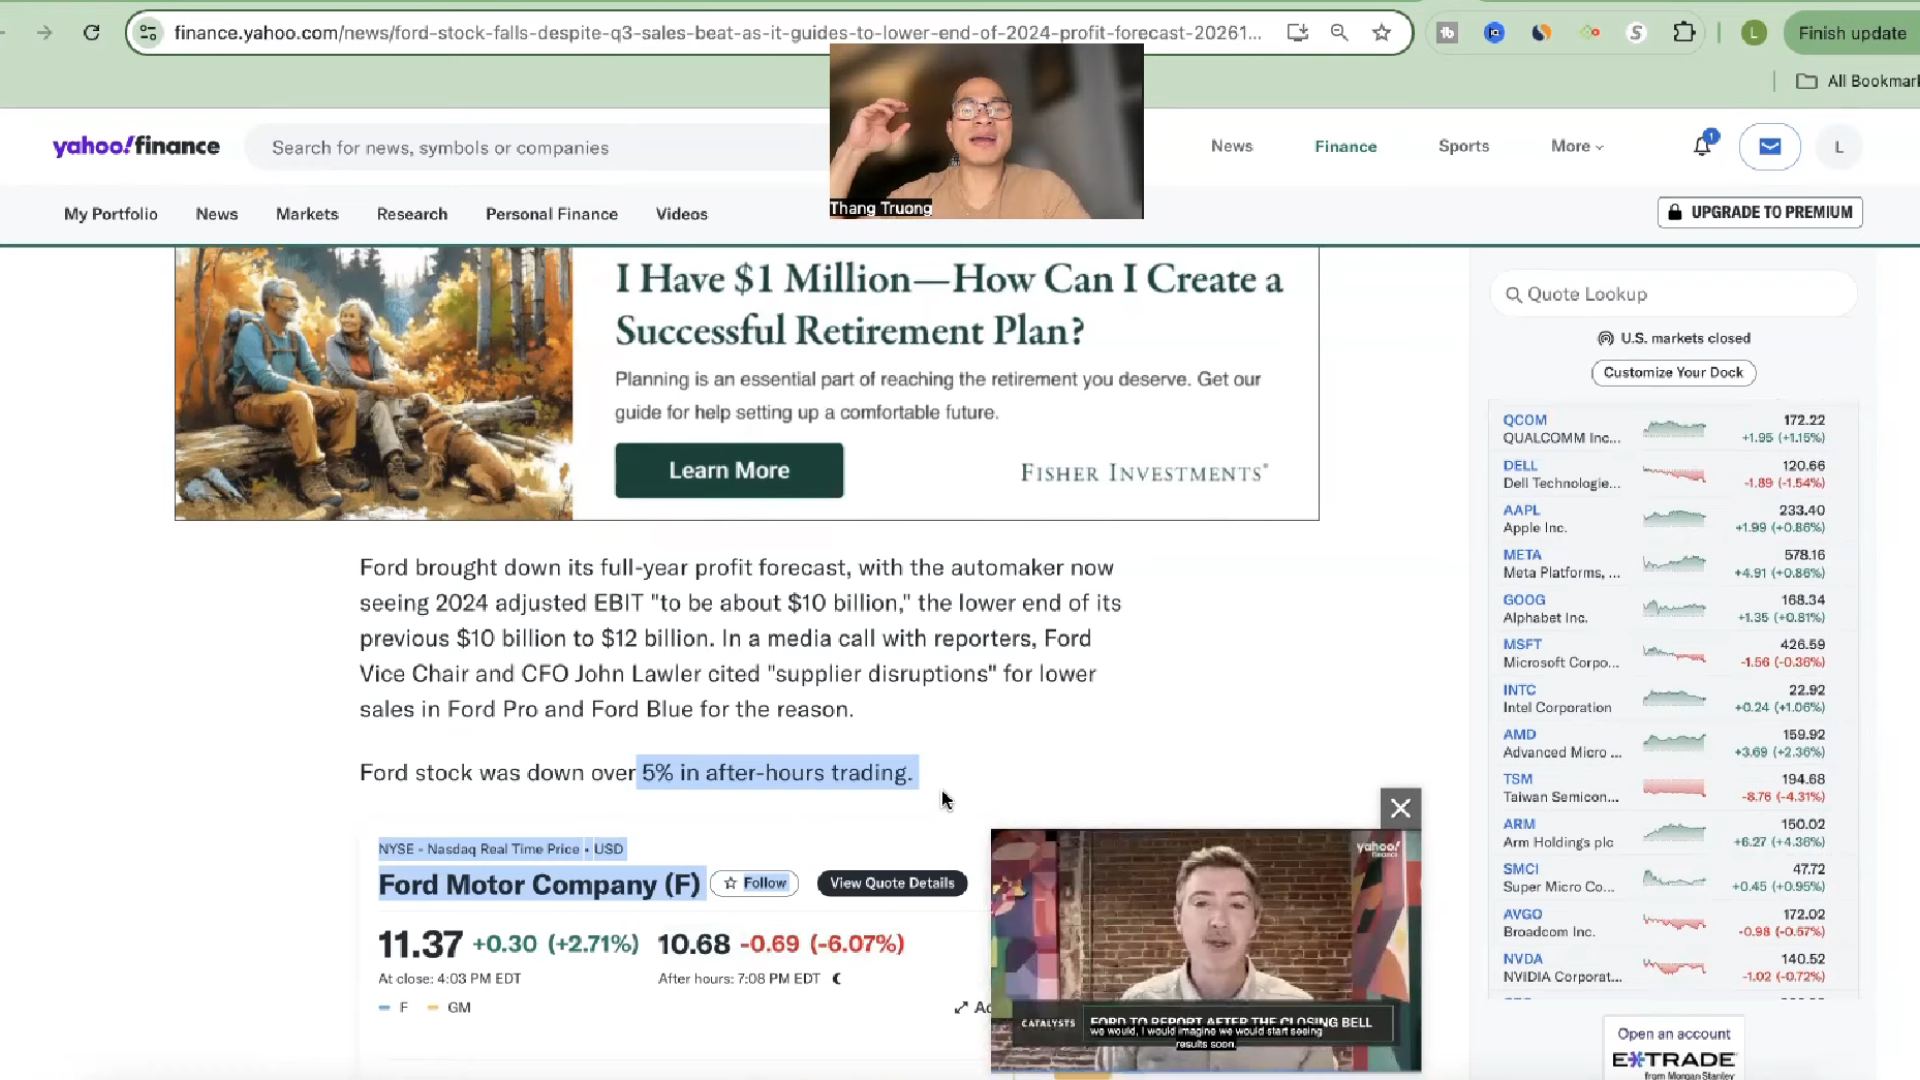 finance.yahoo.com/news/ford-stock-falls-despite-q3-sales-beat-as-it-guides-to-lower-end-of-2024-profit-forecast-20261...
L
Finish update
All Bookmar
yahoo!finance
Search for news, symbols or companies
News
Finance
Sports
More
1
L
Thang Truong
My Portfolio
News
Markets
Research
Personal Finance
Videos
UPGRADE TO PREMIUM
I Have $1 Million—How Can I Create a
Successful Retirement Plan?
Planning is an essential part of reaching the retirement you deserve. Get our
guide for help setting up a comfortable future.
Learn More
FISHER INVESTMENTS®
Ford brought down its full-year profit forecast, with the automaker now
seeing 2024 adjusted EBIT "to be about $10 billion," the lower end of its
previous $10 billion to $12 billion. In a media call with reporters, Ford
Vice Chair and CFO John Lawler cited "supplier disruptions" for lower
sales in Ford Pro and Ford Blue for the reason.
Ford stock was down over 5% in after-hours trading.
NYSE - Nasdaq Real Time Price • USD
Ford Motor Company (F)
Follow
View Quote Details
11.37 +0.30 (+2.71%) 10.68 -0.69 (-6.07%)
At close: 4:03 PM EDT
After hours: 7:08 PM EDT
F
GM
yahoo!
finance
CATALYSTS
FORD TO REPORT AFTER THE CLOSING BELL
we would, I would imagine we would start seeing
results soon.
Quote Lookup
U.S. markets closed
Customize Your Dock
QCOM 172.22
QUALCOMM Inc... +1.95 (+1.15%)
DELL 120.66
Dell Technologie... -1.89 (-1.54%)
AAPL 233.40
Apple Inc. +1.99 (+0.86%)
META 578.16
Meta Platforms, ... +4.91 (+0.86%)
GOOG 168.34
Alphabet Inc. +1.35 (+0.81%)
MSFT 426.59
Microsoft Corpo... -1.56 (-0.36%)
INTC 22.92
Intel Corporation +0.24 (+1.06%)
AMD 159.92
Advanced Micro ... +3.69 (+2.36%)
TSM 194.68
Taiwan Semicon... -8.76 (-4.31%)
ARM 150.02
Arm Holdings plc +6.27 (+4.36%)
SMCI 47.72
Super Micro Co... +0.45 (+0.95%)
AVGO 172.02
Broadcom Inc. -0.98 (-0.57%)
NVDA 140.52
NVIDIA Corporat... -1.02 (-0.72%)
Open an account
E*TRADE
from Morgan Stanley